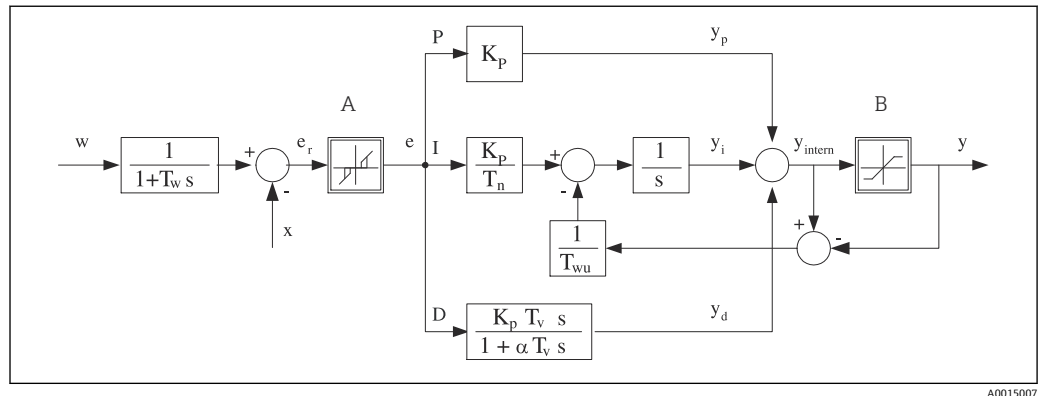 P
K_P
y_p
A
B
w
1
1+T_w s
+
-
x
e_r
e
I
K_P
T_n
+
-
1
s
y_i
y_intern
y
+
-
1
T_wu
D
K_p T_v s
1 + α T_v s
y_d
A0015007